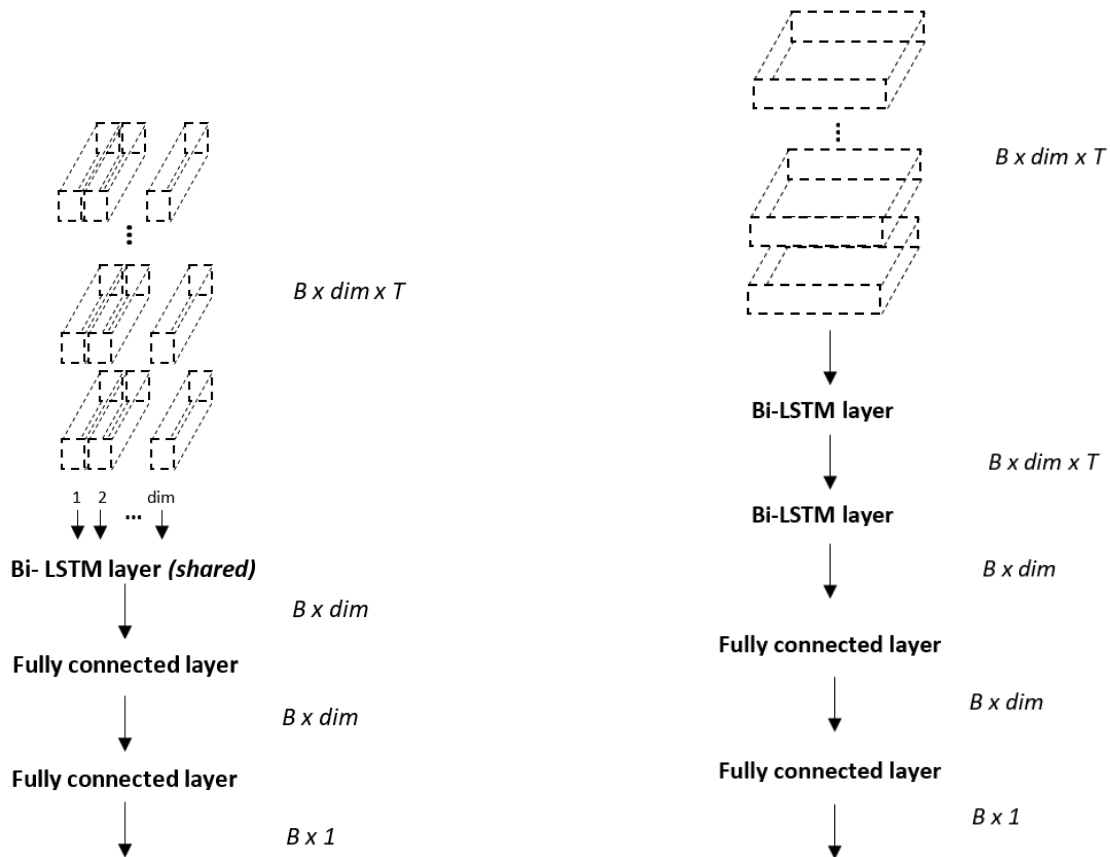 B x dim x T
1 2 ... dim
Bi- LSTM layer (shared)
B x dim
Fully connected layer
B x dim
Fully connected layer
B x 1
B x dim x T
Bi-LSTM layer
B x dim x T
Bi-LSTM layer
B x dim
Fully connected layer
B x dim
Fully connected layer
B x 1